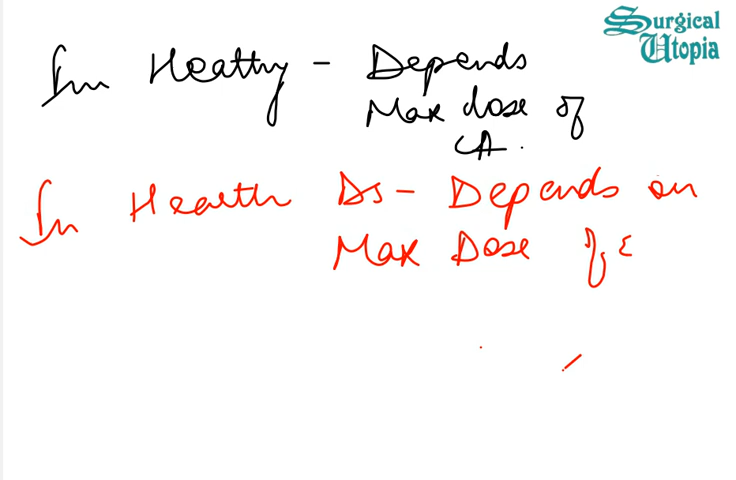 Surgical
Utopia
In Healthy - Depends
Max dose of
LA.
In Health Ds - Depends on
Max Dose of ε